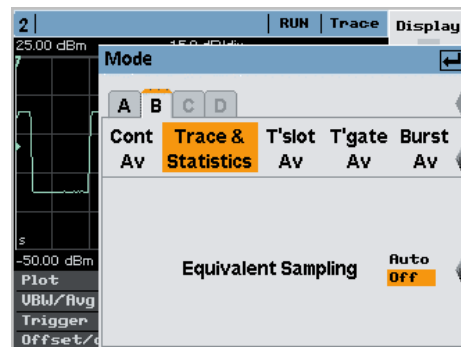 2 RUN Trace Display
25.00 dBm
Mode
A B C D
Cont Av Trace & Statistics T'slot Av T'gate Av Burst Av
S
-50.00 dBm
Equivalent Sampling Auto Off
Plot
VBW/Avg
Trigger